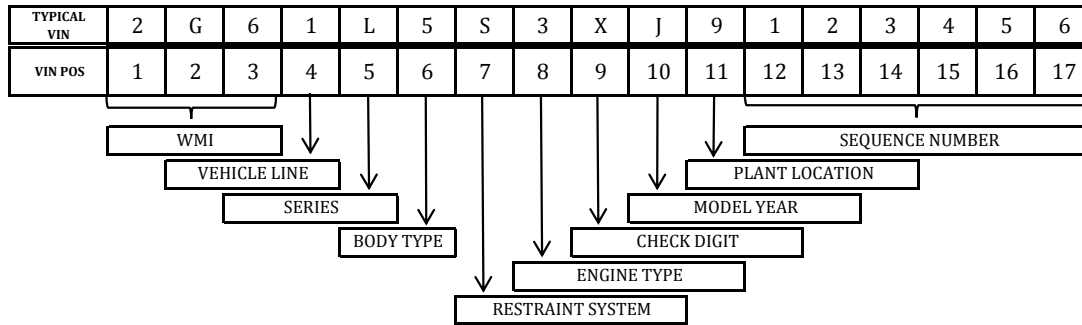 TYPICAL VIN 2 G 6 1 L 5 S 3 X J 9 1 2 3 4 5 6
VIN POS 1 2 3 4 5 6 7 8 9 10 11 12 13 14 15 16 17
WMI SEQUENCE NUMBER
VEHICLE LINE PLANT LOCATION
SERIES MODEL YEAR
BODY TYPE CHECK DIGIT
ENGINE TYPE
RESTRAINT SYSTEM